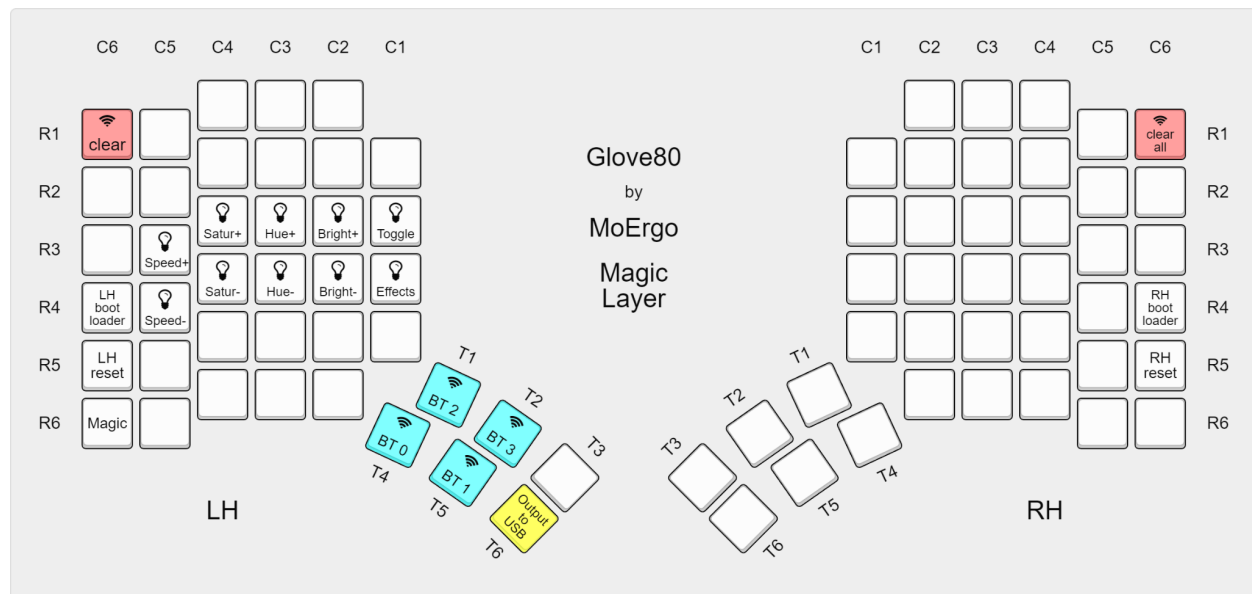 C6 C5 C4 C3 C2 C1
C1 C2 C3 C4 C5 C6
R1
clear
R2
R3
Satur+ Hue+ Bright+ Toggle
Speed+
R4
LH
boot
loader
Satur- Hue- Bright- Effects
Speed-
R5
LH
reset
R6
Magic
T1
BT 2
T2
BT 3
T3
BT 0
T4
BT 1
T5
Output
to
USB
T6
LH
Glove80
by
MoErgo
Magic
Layer
clear
all
R1
R2
R3
RH
boot
loader
R4
RH
reset
R5
R6
T1
T2
T3
T4
T5
T6
RH